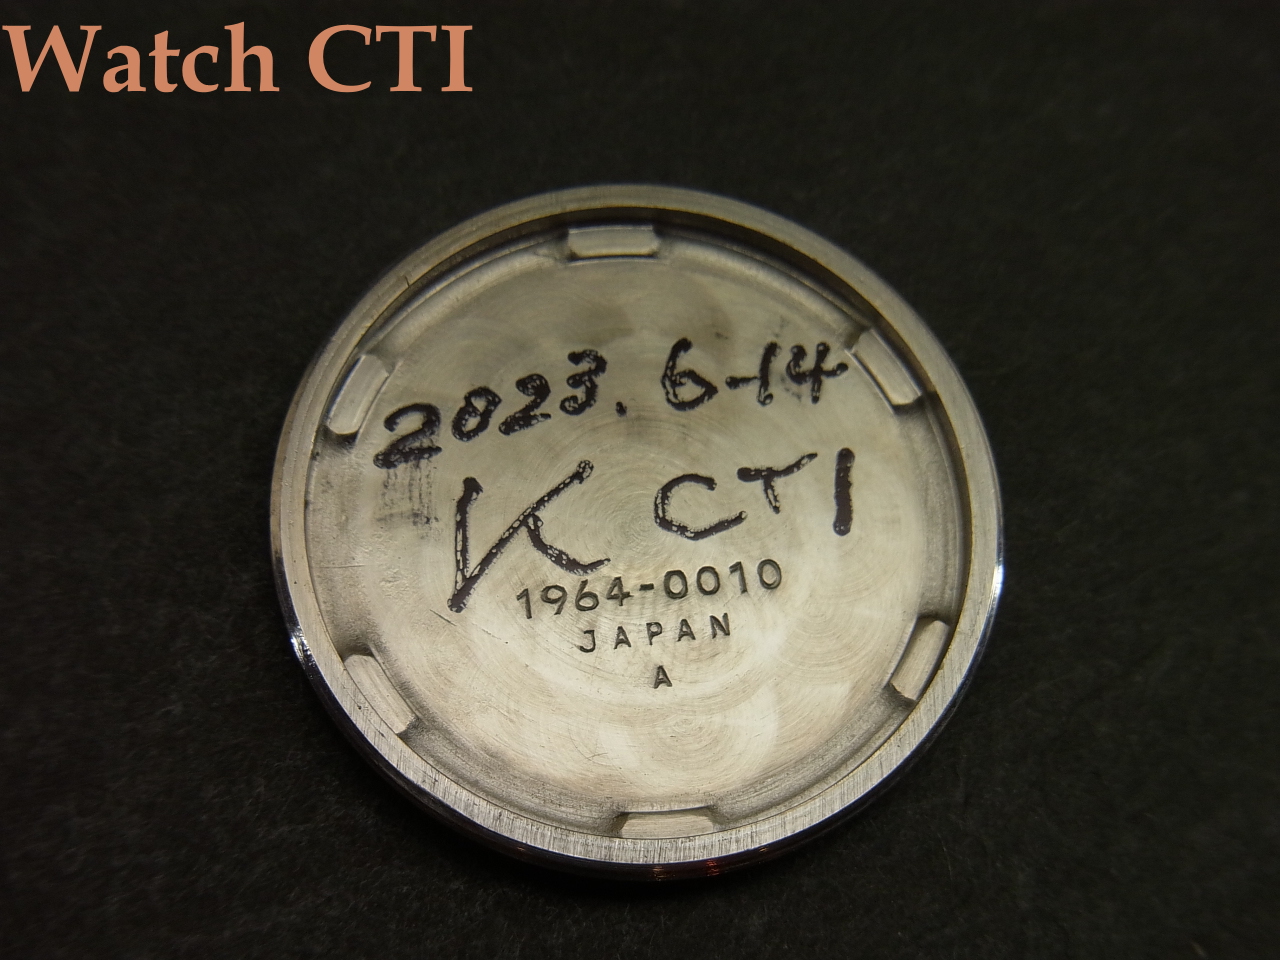 Watch CTI
2023.6-14
K CTI
1964-0010
JAPAN
A